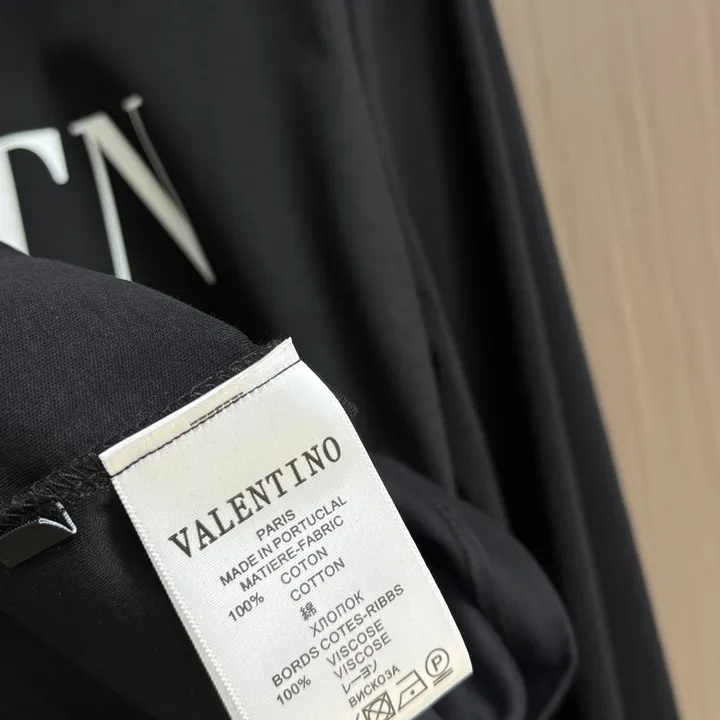 TN
VALENTINO
PARIS
MADE IN PORTUCLAL
MATIERE-FABRIC
100% COTON
COTTON
綿
ХЛОПОК
BORDS COTES-RIBBS
100% VISCOSE
VISCOSE
レーヨン
ВИСКОЗА
P